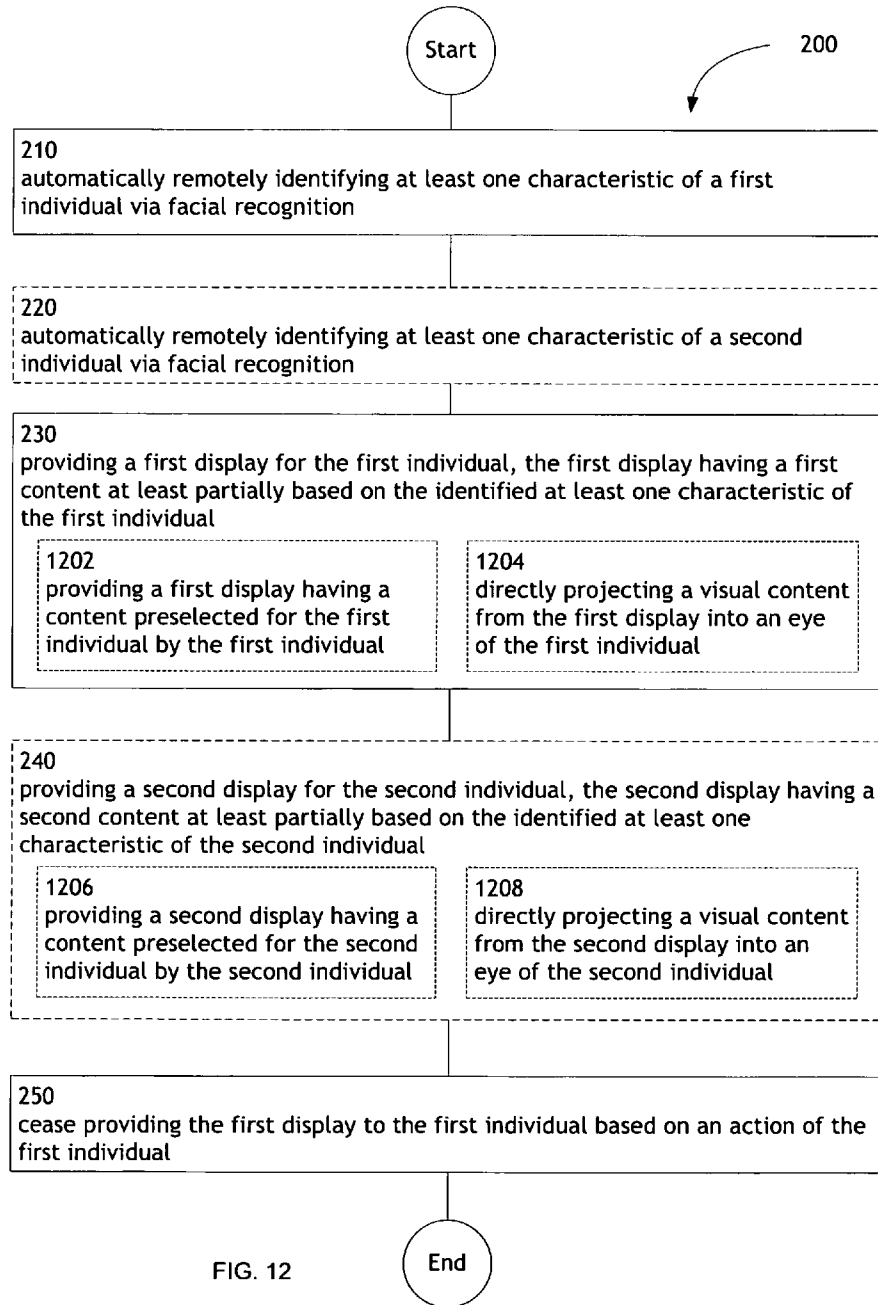 Start
200
210
automatically remotely identifying at least one characteristic of a first
individual via facial recognition
220
automatically remotely identifying at least one characteristic of a second
individual via facial recognition
230
providing a first display for the first individual, the first display having a first
content at least partially based on the identified at least one characteristic of
the first individual
1202
providing a first display having a
content preselected for the first
individual by the first individual
1204
directly projecting a visual content
from the first display into an eye
of the first individual
240
providing a second display for the second individual, the second display having a
second content at least partially based on the identified at least one
characteristic of the second individual
1206
providing a second display having a
content preselected for the second
individual by the second individual
1208
directly projecting a visual content
from the second display into an
eye of the second individual
250
cease providing the first display to the first individual based on an action of the
first individual
End
FIG. 12